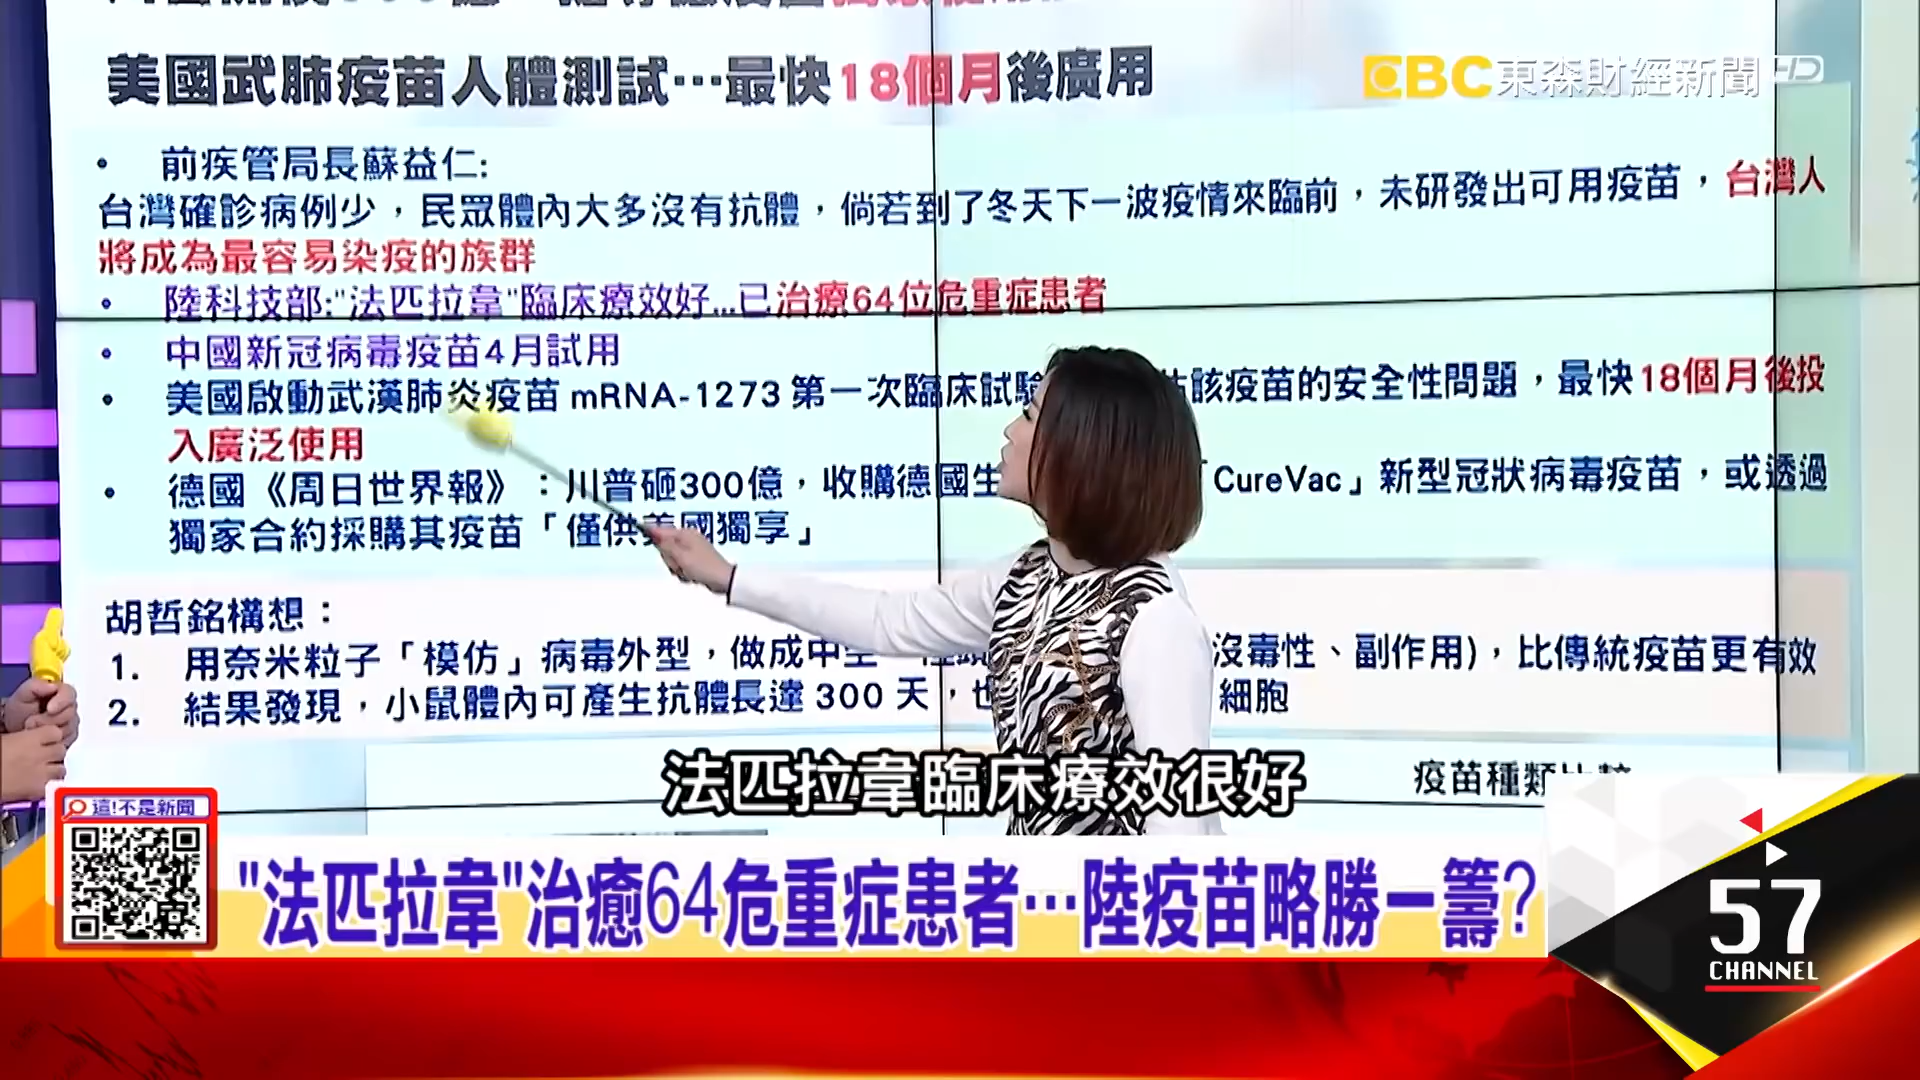 美國武肺疫苗人體測試…最快18個月後廣用
EBC東森財經新聞HD
• 前疾管局長蘇益仁:
台灣確診病例少，民眾體內大多沒有抗體，倘若到了冬天下一波疫情來臨前，未研發出可用疫苗，台灣人
將成為最容易染疫的族群
• 陸科技部:"法匹拉韋"臨床療效好...已治療64位危重症患者
• 中國新冠病毒疫苗4月試用
• 美國啟動武漢肺炎疫苗 mRNA-1273 第一次臨床試驗 該疫苗的安全性問題，最快18個月後投
入廣泛使用
• 德國《周日世界報》：川普砸300億，收購德國生 「CureVac」新型冠狀病毒疫苗，或透過
獨家合約採購其疫苗「僅供美國獨享」
胡哲銘構想：
1. 用奈米粒子「模仿」病毒外型，做成中空 沒毒性、副作用)，比傳統疫苗更有效
2. 結果發現，小鼠體內可產生抗體長達 300 天，也 細胞
疫苗種類比較
法匹拉韋臨床療效很好
這!不是新聞
"法匹拉韋"治癒64危重症患者…陸疫苗略勝一籌?
57
CHANNEL